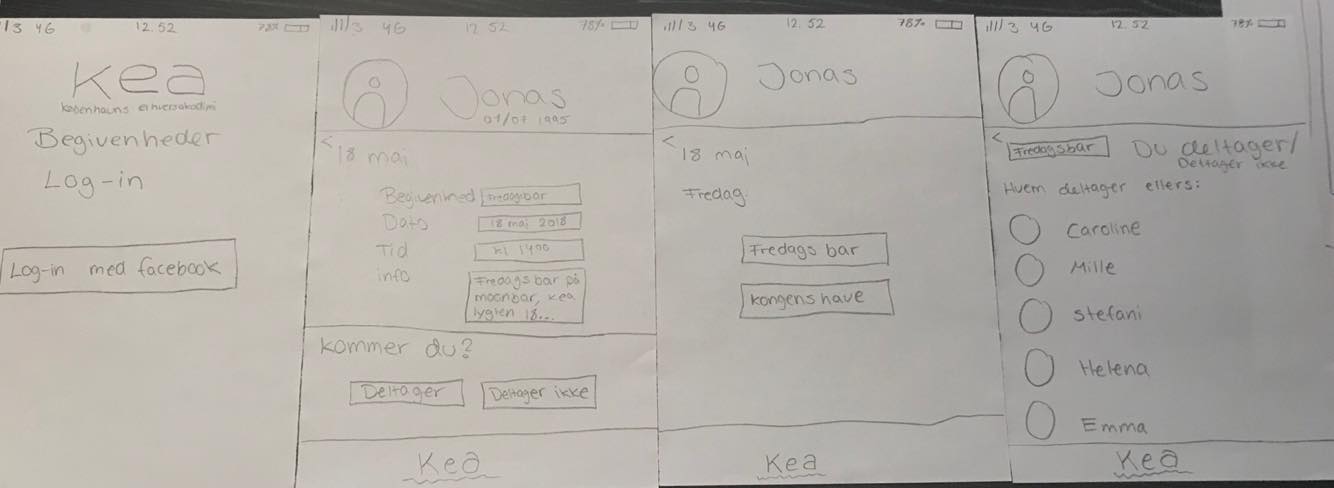 3 4G 12.52 78%
kea
københavns erhversakadimi
Begivenheder
Log-in
Log-in med facebook
3 4G 12 52 78%
Jonas
01/07 1995
< 18 maj
Begivenhed Fredagsbar
Dato 18 maj 2018
Tid kl 1400
info Fredagsbar på
moonbar, kea
lygten 18...
kommer du?
Deltager Deltager ikke
Kea
3 4G 12.52 78%
Jonas
< 18 maj
Fredag
Fredags bar
kongens have
Kea
3 4G 12 52 78%
Jonas
< Fredagsbar Du deltager/
Deltager ikke
Hvem deltager ellers:
Caroline
Mille
Stefani
Helena
Emma
Kea